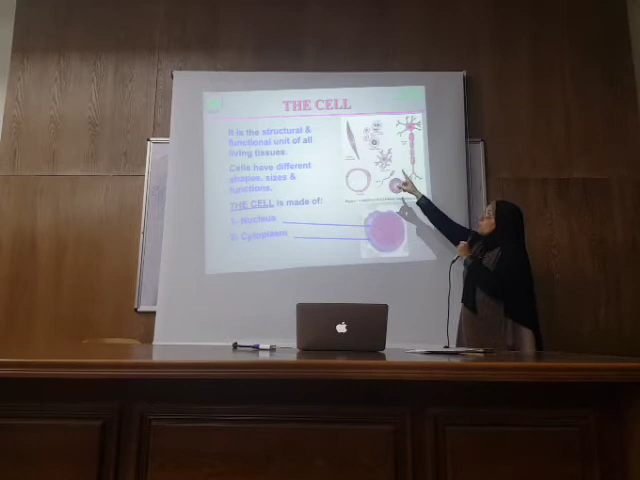 THE CELL
It is the structural &
functional unit of all
living tissues.
Cells have different
shapes, sizes &
functions.
THE CELL is made of:
1- Nucleus
2- Cytoplasm